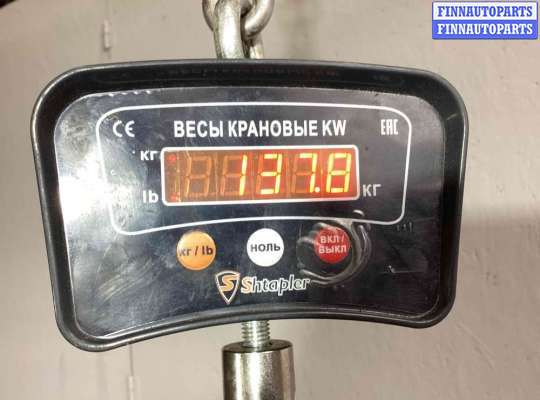 FINNAUTOPARTS
FINNAUTOPARTS
CE ВЕСЫ КРАНОВЫЕ KW EAC
кг
137.8 КГ
lb
кг / lb
НОЛЬ
ВКЛ /
ВЫКЛ
S Shtapler